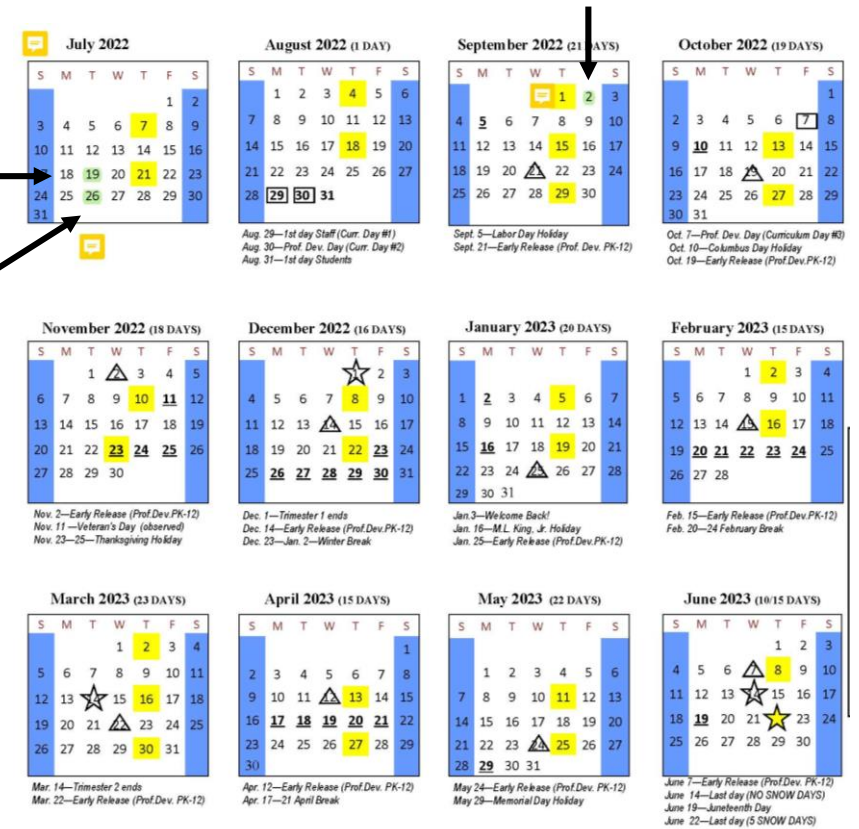 July 2022
S M T W T F S
1 2
3 4 5 6 7 8 9
10 11 12 13 14 15 16
18 19 20 21 22 23
24 25 26 27 28 29 30
31
August 2022 (1 DAY)
S M T W T F S
1 2 3 4 5 6
7 8 9 10 11 12 13
14 15 16 17 18 19 20
21 22 23 24 25 26 27
28 29 30 31
Aug. 29—1st day Staff (Curr. Day #1)
Aug. 30—Prof. Dev. Day (Curr. Day #2)
Aug. 31—1st day Students
September 2022 (21 DAYS)
S M T W T F S
1 2 3
4 5 6 7 8 9 10
11 12 13 14 15 16 17
18 19 20 21 22 23 24
25 26 27 28 29 30
Sept. 5—Labor Day Holiday
Sept. 21—Early Release (Prof. Dev. PK-12)
October 2022 (19 DAYS)
S M T W T F S
1
2 3 4 5 6 7 8
9 10 11 12 13 14 15
16 17 18 19 20 21 22
23 24 25 26 27 28 29
30 31
Oct. 7—Prof. Dev. Day (Curriculum Day #3)
Oct. 10—Columbus Day Holiday
Oct. 19—Early Release (Prof.Dev.PK-12)
November 2022 (18 DAYS)
S M T W T F S
1 2 3 4 5
6 7 8 9 10 11 12
13 14 15 16 17 18 19
20 21 22 23 24 25 26
27 28 29 30
Nov. 2—Early Release (Prof.Dev.PK-12)
Nov. 11 —Veteran's Day (observed)
Nov. 23—25—Thanksgiving Holiday
December 2022 (16 DAYS)
S M T W T F S
1 2 3
4 5 6 7 8 9 10
11 12 13 14 15 16 17
18 19 20 21 22 23 24
25 26 27 28 29 30 31
Dec. 1—Trimester 1 ends
Dec. 14—Early Release (Prof.Dev.PK-12)
Dec. 23—Jan. 2—Winter Break
January 2023 (20 DAYS)
S M T W T F S
1 2 3 4 5 6 7
8 9 10 11 12 13 14
15 16 17 18 19 20 21
22 23 24 25 26 27 28
29 30 31
Jan.3—Welcome Back!
Jan. 16—M.L. King, Jr. Holiday
Jan. 25—Early Release (Prof.Dev.PK-12)
February 2023 (15 DAYS)
S M T W T F S
1 2 3 4
5 6 7 8 9 10 11
12 13 14 15 16 17 18
19 20 21 22 23 24 25
26 27 28
Feb. 15—Early Release (Prof.Dev.PK-12)
Feb. 20—24 February Break
March 2023 (23 DAYS)
S M T W T F S
1 2 3 4
5 6 7 8 9 10 11
12 13 14 15 16 17 18
19 20 21 22 23 24 25
26 27 28 29 30 31
Mar. 14—Trimester 2 ends
Mar. 22—Early Release (Prof.Dev. PK-12)
April 2023 (15 DAYS)
S M T W T F S
1
2 3 4 5 6 7 8
9 10 11 12 13 14 15
16 17 18 19 20 21 22
23 24 25 26 27 28 29
30
Apr. 12—Early Release (Prof.Dev. PK-12)
Apr. 17—21 April Break
May 2023 (22 DAYS)
S M T W T F S
1 2 3 4 5 6
7 8 9 10 11 12 13
14 15 16 17 18 19 20
21 22 23 24 25 26 27
28 29 30 31
May 24—Early Release (Prof.Dev. PK-12)
May 29—Memorial Day Holiday
June 2023 (10/15 DAYS)
S M T W T F S
1 2 3
4 5 6 7 8 9 10
11 12 13 14 15 16 17
18 19 20 21 23 24
25 26 27 28 29 30
June 7—Early Release (Prof.Dev. PK-12)
June 14—Last day (NO SNOW DAYS)
June 19—Juneteenth Day
June 22—Last day (5 SNOW DAYS)